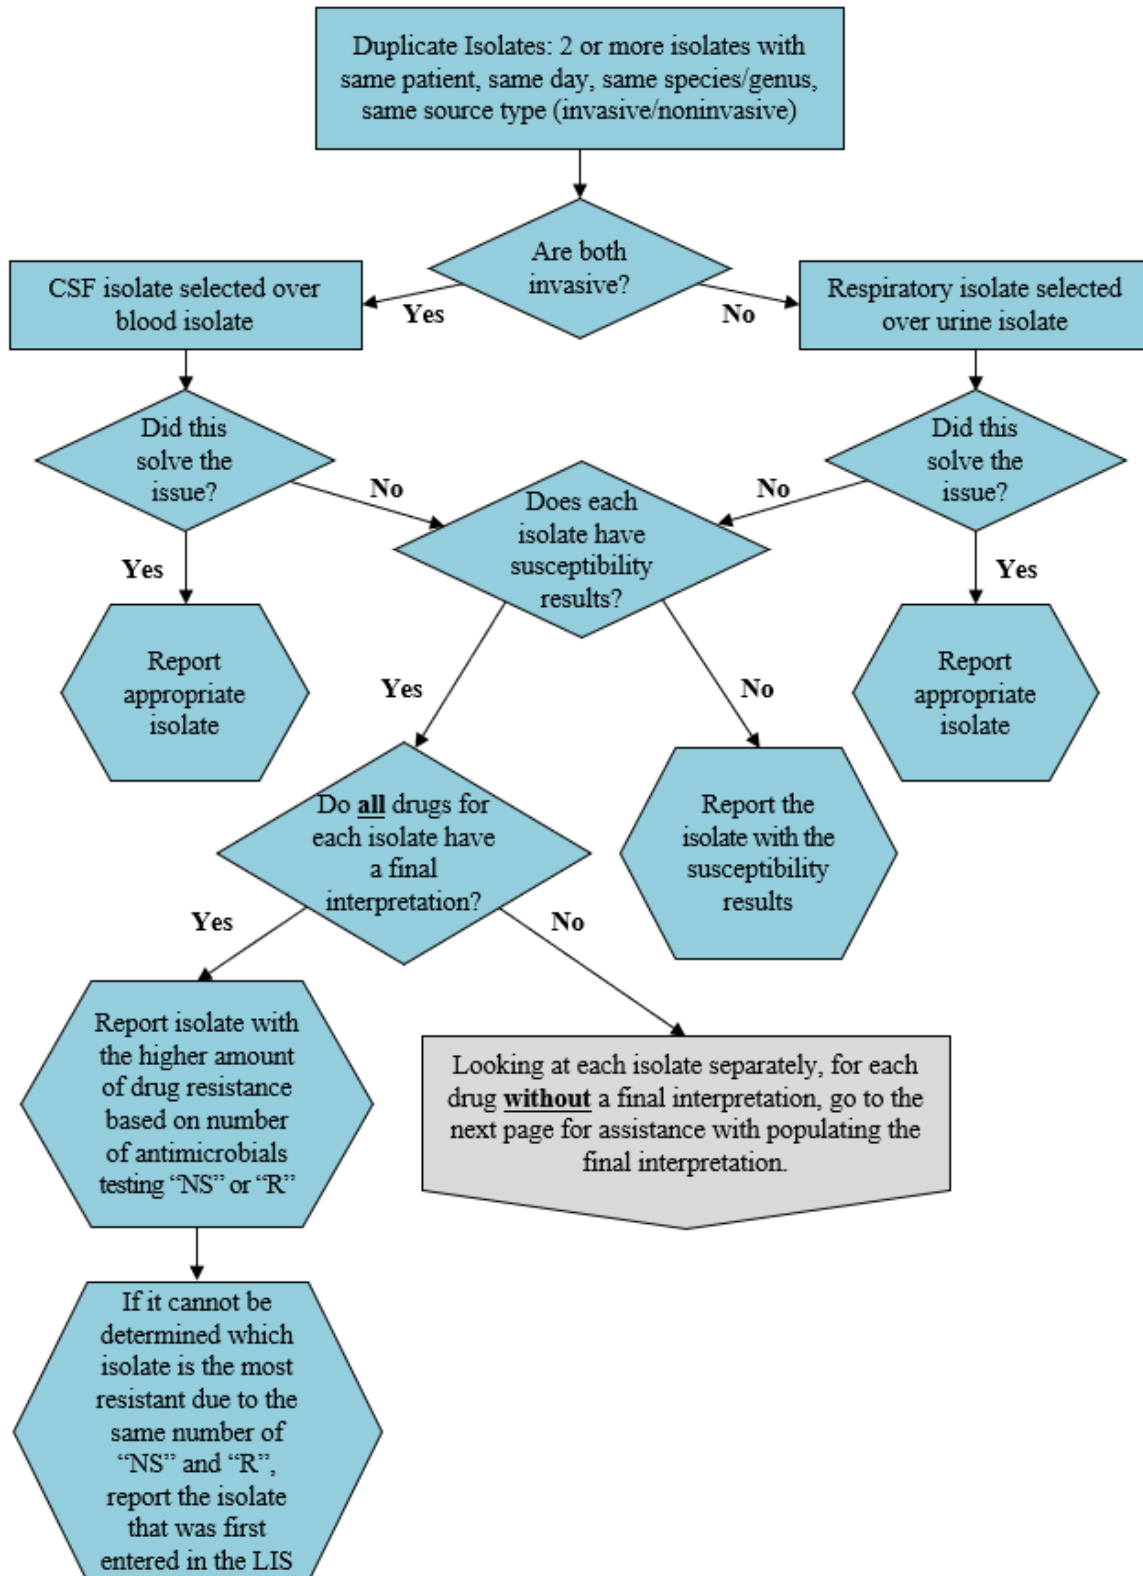 Duplicate Isolates: 2 or more isolates with
same patient, same day, same species/genus,
same source type (invasive/noninvasive)
Are both
invasive?
Yes
No
CSF isolate selected over
blood isolate
Respiratory isolate selected
over urine isolate
Did this
solve the
issue?
No
Yes
Did this
solve the
issue?
No
Yes
Does each
isolate have
susceptibility
results?
Yes
No
Report
appropriate
isolate
Report
appropriate
isolate
Do all drugs for
each isolate have
a final
interpretation?
Yes
No
Report the
isolate with the
susceptibility
results
Report isolate with
the higher amount
of drug resistance
based on number
of antimicrobials
testing “NS” or “R”
Looking at each isolate separately, for each
drug without a final interpretation, go to the
next page for assistance with populating the
final interpretation.
If it cannot be
determined which
isolate is the most
resistant due to the
same number of
“NS” and “R”,
report the isolate
that was first
entered in the LIS